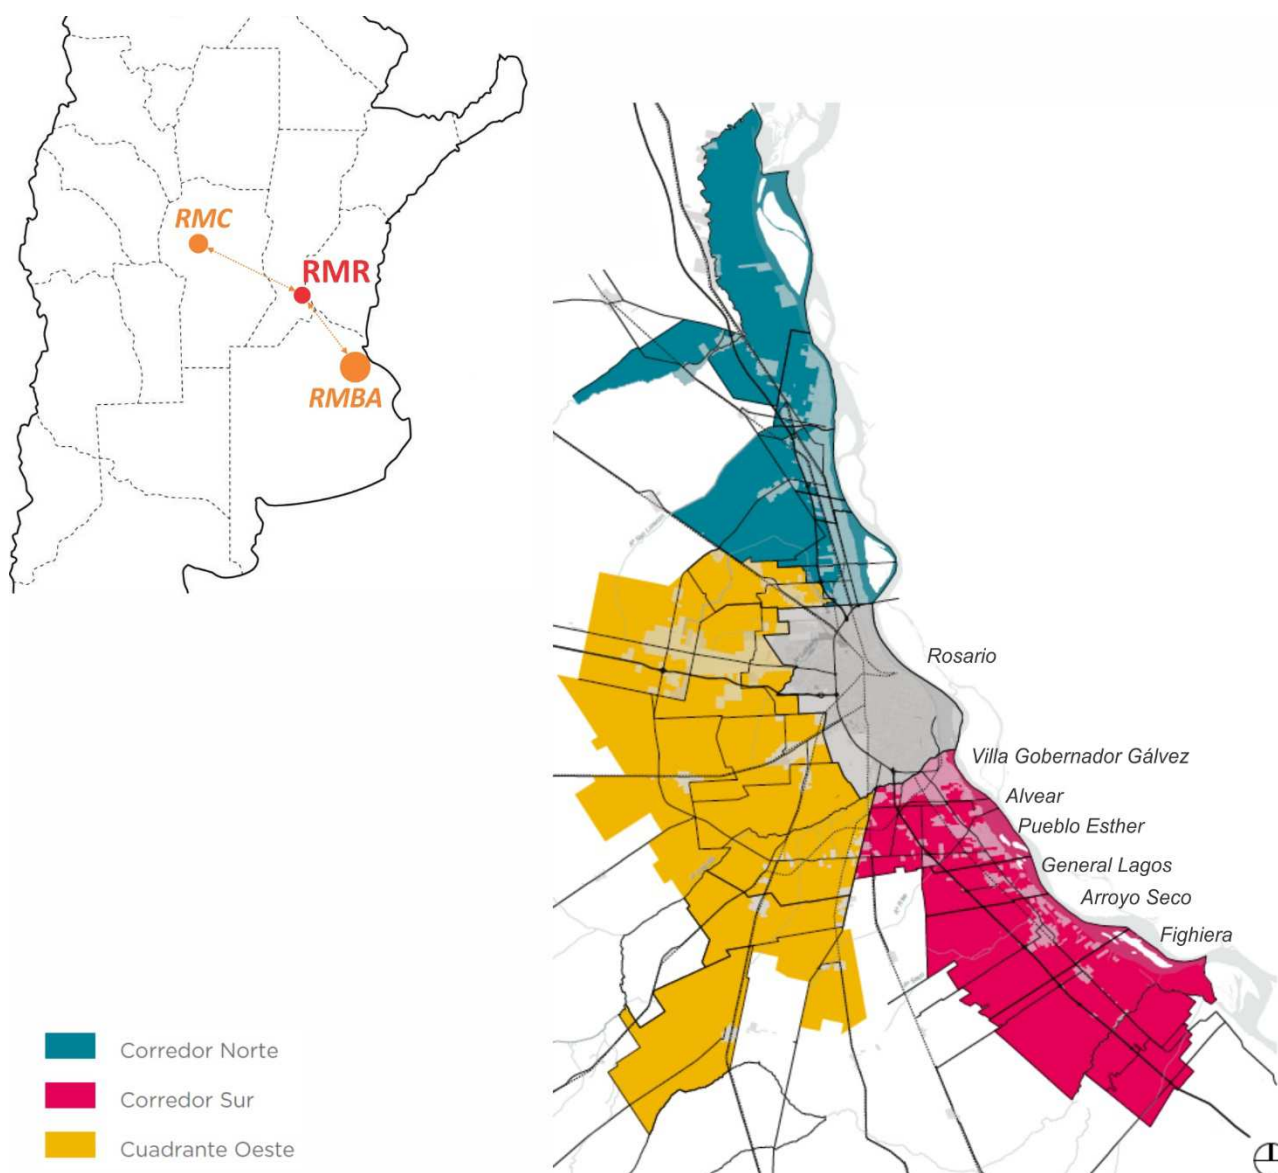 RMC
RMR
RMBA
Rosario
Villa Gobernador Gálvez
Alvear
Pueblo Esther
General Lagos
Arroyo Seco
Fighiera
Corredor Norte
Corredor Sur
Cuadrante Oeste